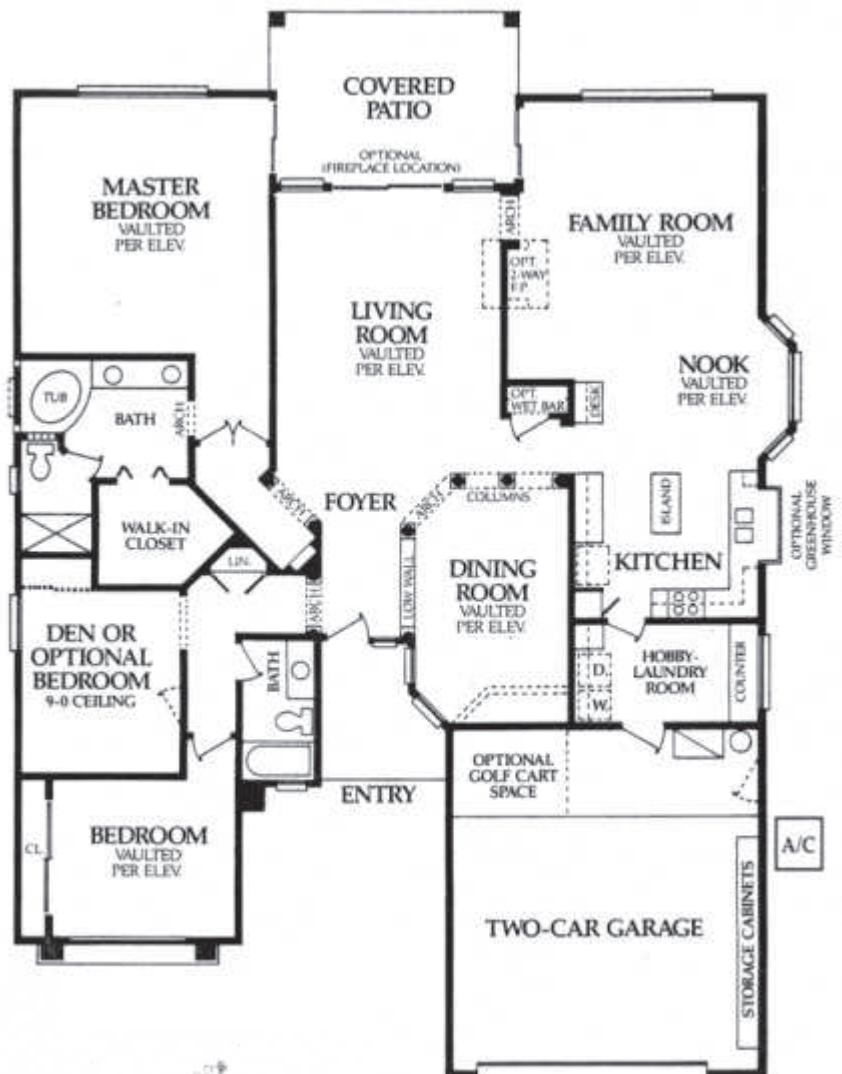 COVERED
PATIO
OPTIONAL
(FIREPLACE LOCATION)
MASTER
BEDROOM
VAULTED
PER ELEV.
ARCH
FAMILY ROOM
VAULTED
PER ELEV.
OPT.
2-WAY
F.P.
LIVING
ROOM
VAULTED
PER ELEV.
NOOK
VAULTED
PER ELEV.
TUB
BATH
ARCH
OPT.
WET BAR
DESK
ARCH
FOYER
ARCH
COLUMNS
ISLAND
OPTIONAL
GREENHOUSE
WINDOW
WALK-IN
CLOSET
LIN.
KITCHEN
LOW WALL
DINING
ROOM
VAULTED
PER ELEV.
ARCH
DEN OR
OPTIONAL
BEDROOM
9-0 CEILING
BATH
D.
W.
HOBBY-
LAUNDRY
ROOM
COUNTER
OPTIONAL
GOLF CART
SPACE
ENTRY
BEDROOM
VAULTED
PER ELEV.
CL.
A/C
TWO-CAR GARAGE
STORAGE CABINETS